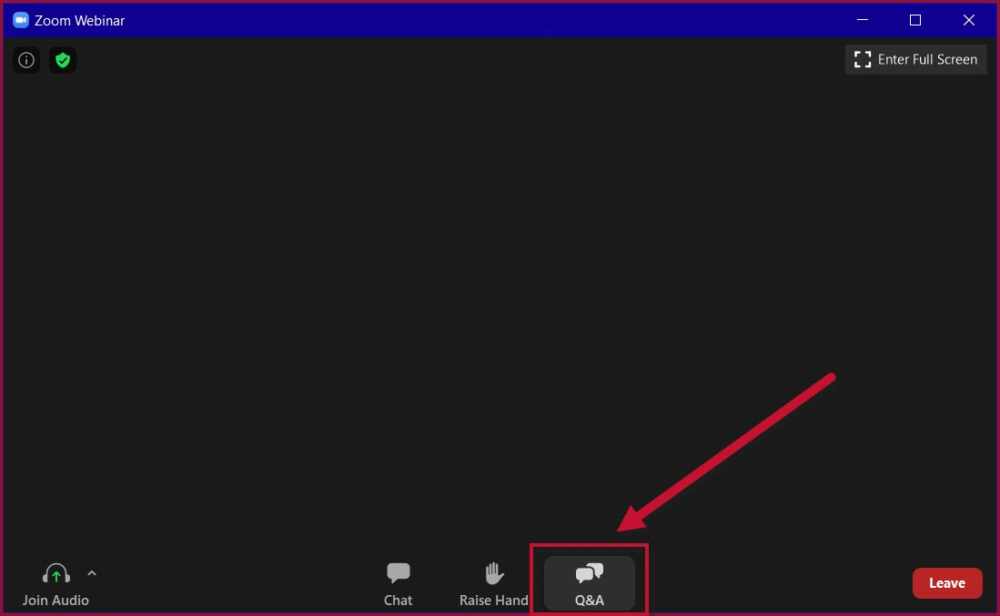 Zoom Webinar
Enter Full Screen
Join Audio
Chat
Raise Hand
Q&A
Leave